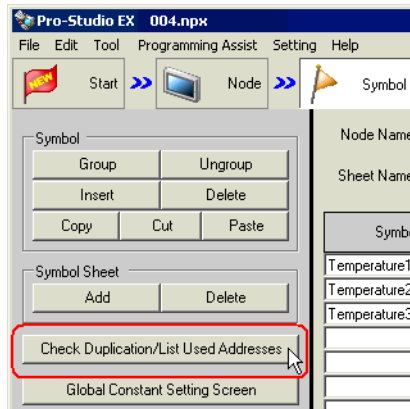 Pro-Studio EX 004.npx
File Edit Tool Programming Assist Setting Help
NEW Start Node Symbol
Symbol
Group Ungroup
Insert Delete
Copy Cut Paste
Symbol Sheet
Add Delete
Check Duplication/List Used Addresses
Global Constant Setting Screen
Node Name
Sheet Name
Symbo
Temperature1
Temperature2
Temperature3